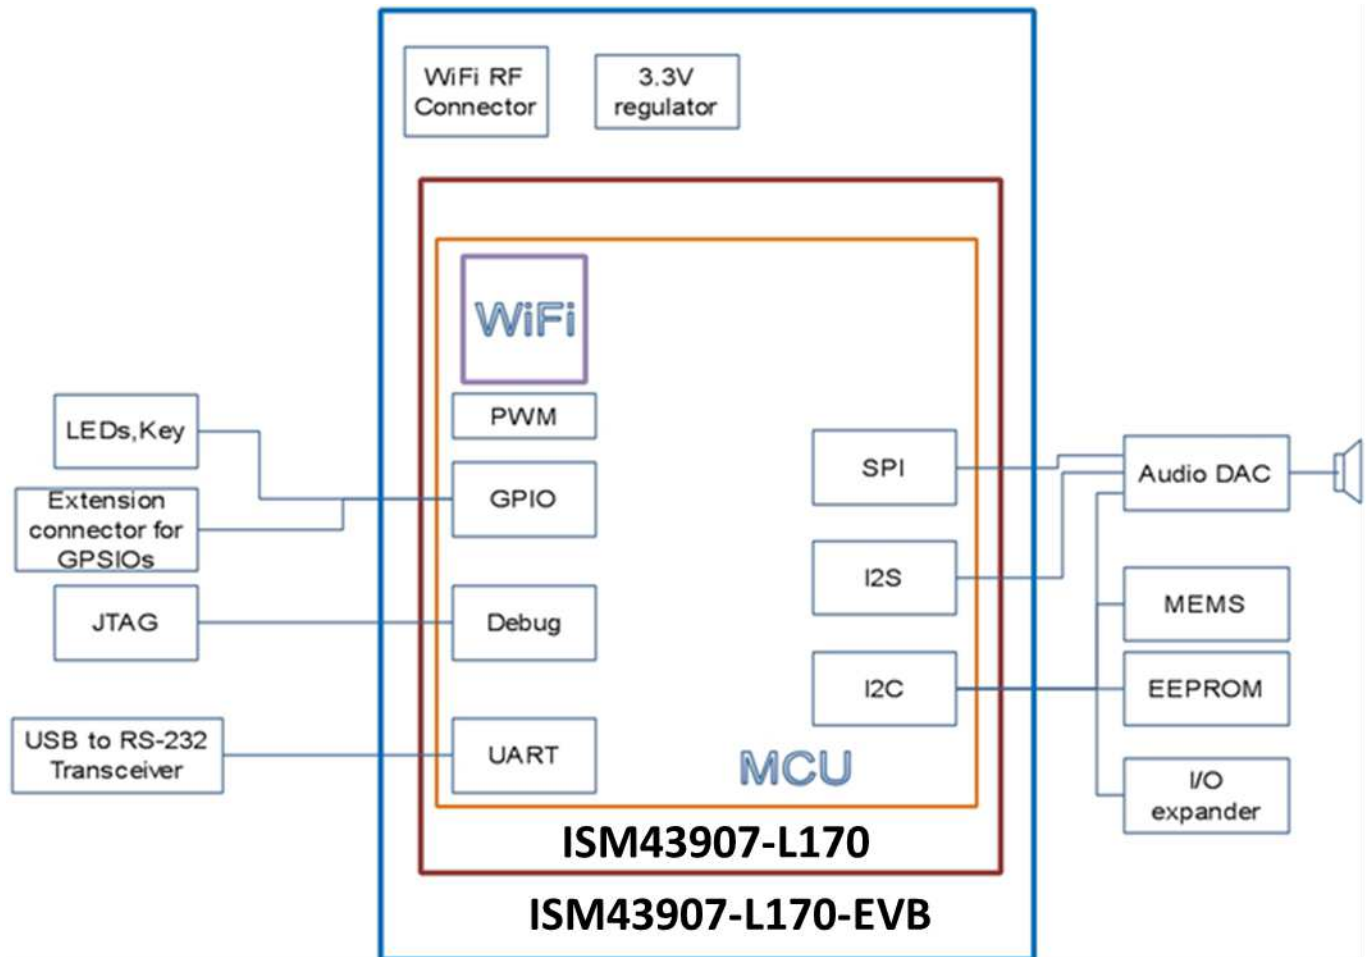 WiFi RF
Connector
3.3V
regulator
WiFi
PWM
LEDs,Key
GPIO
Extension
connector for
GPSIOs
JTAG
Debug
USB to RS-232
Transceiver
UART
SPI
Audio DAC
I2S
MEMS
I2C
EEPROM
I/O
expander
MCU
ISM43907-L170
ISM43907-L170-EVB